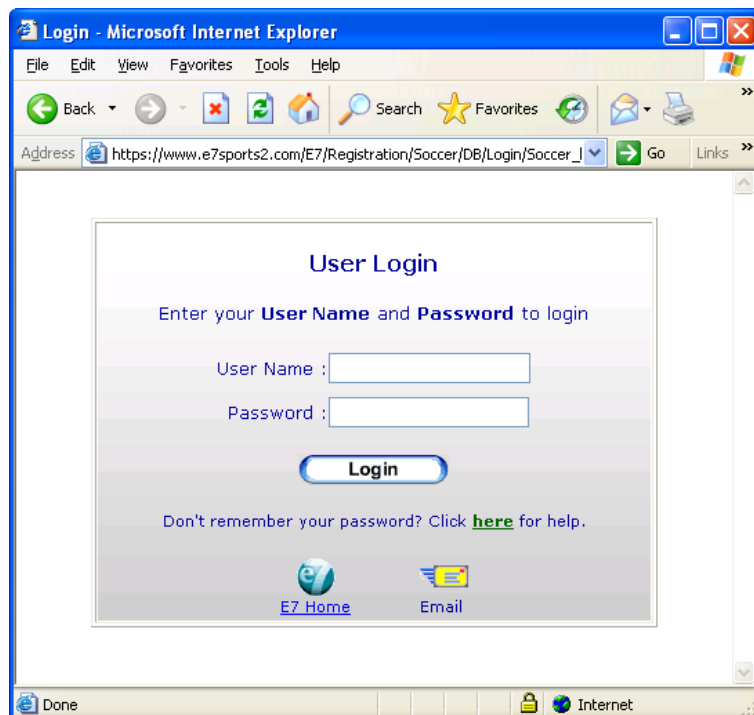 Login - Microsoft Internet Explorer
File Edit View Favorites Tools Help
Back Search Favorites »
Address https://www.e7sports2.com/E7/Registration/Soccer/DB/Login/Soccer_ Go Links »
User Login
Enter your User Name and Password to login
User Name :
Password :
Login
Don't remember your password? Click here for help.
e7
E7 Home Email
Done Internet